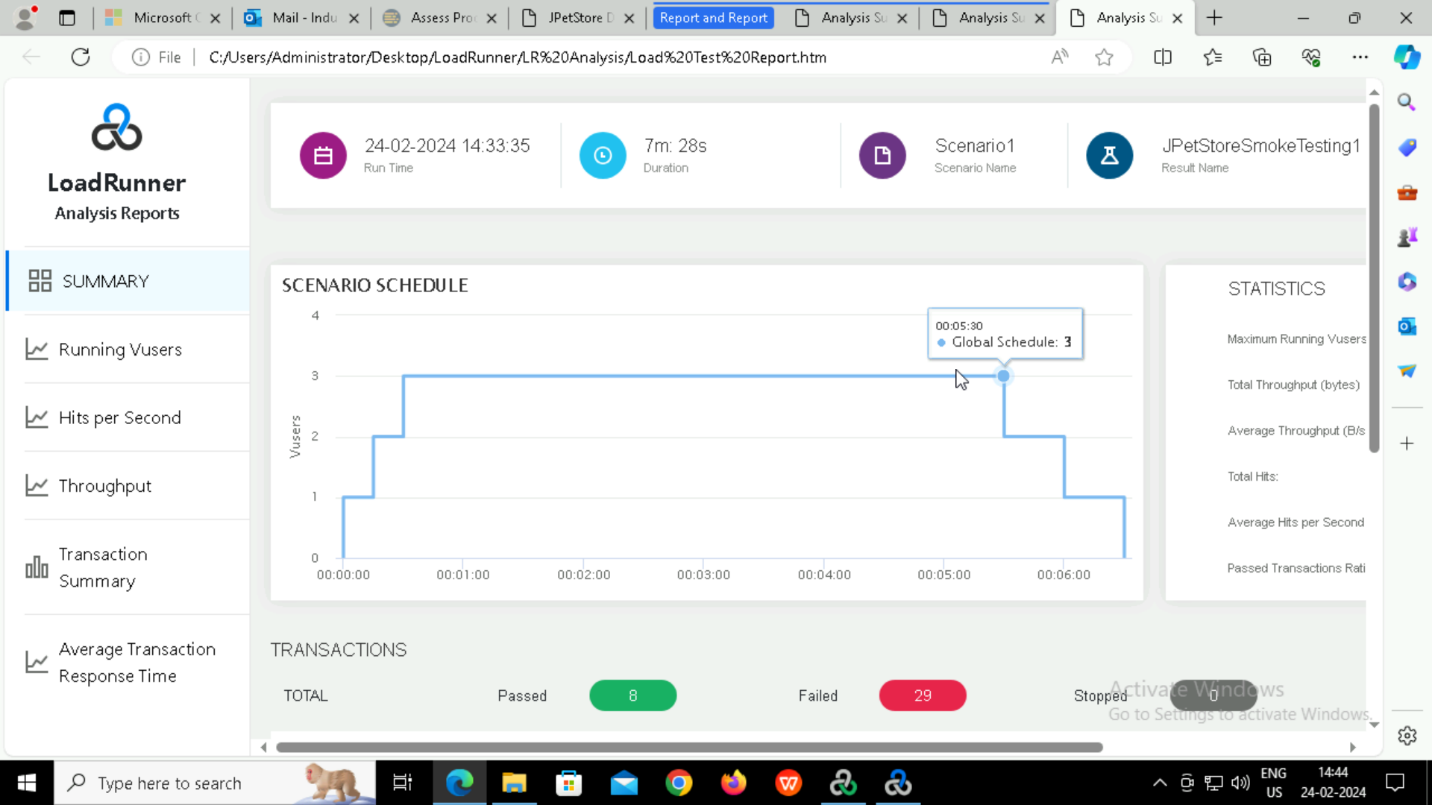 Microsoft
Mail - Indu
Assess Pro
JPetStore D
Report and Report
Analysis Su
Analysis Su
Analysis Su
File
C:/Users/Administrator/Desktop/LoadRunner/LR%20Analysis/Load%20Test%20Report.htm
LoadRunner
Analysis Reports
SUMMARY
Running Vusers
Hits per Second
Throughput
Transaction
Summary
Average Transaction
Response Time
24-02-2024 14:33:35
Run Time
7m: 28s
Duration
Scenario1
Scenario Name
JPetStoreSmokeTesting1
Result Name
SCENARIO SCHEDULE
00:05:30
Global Schedule: 3
Vusers
4
3
2
1
0
00:00:00 00:01:00 00:02:00 00:03:00 00:04:00 00:05:00 00:06:00
STATISTICS
Maximum Running Vusers
Total Throughput (bytes)
Average Throughput (B/s
Total Hits:
Average Hits per Second
Passed Transactions Rati
TRANSACTIONS
TOTAL Passed 8 Failed 29 Stopped 0
Activate Windows
Go to Settings to activate Windows.
Type here to search
ENG
US
14:44
24-02-2024